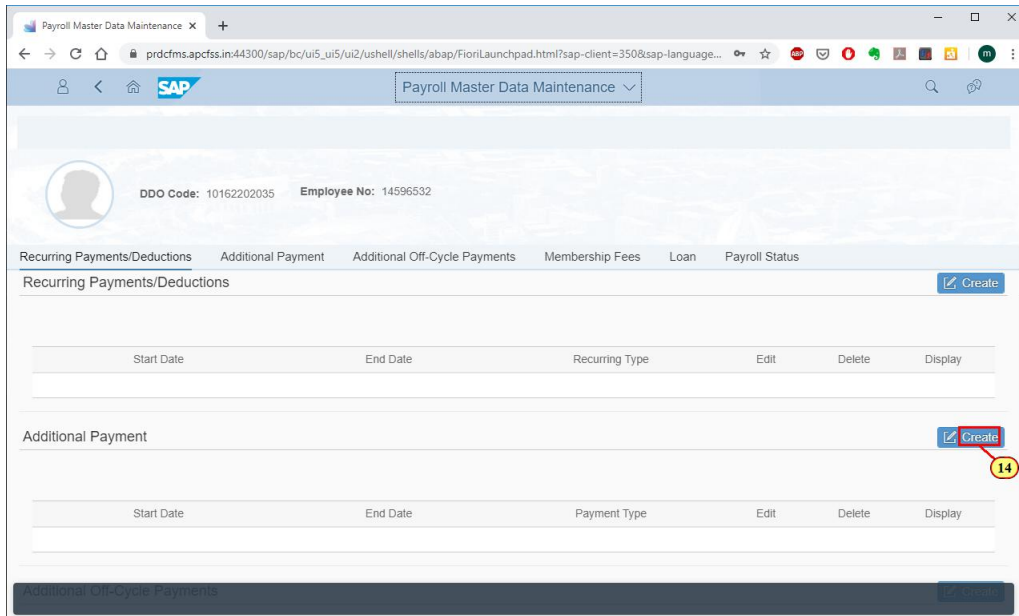 Payroll Master Data Maintenance
prdcfms.apcfss.in:44300/sap/bc/ui5_ui5/ui2/ushell/shells/abap/FioriLaunchpad.html?sap-client=350&sap-language...
ABP
m
SAP
Payroll Master Data Maintenance
DDO Code: 10162202035 Employee No: 14596532
Recurring Payments/Deductions Additional Payment Additional Off-Cycle Payments Membership Fees Loan Payroll Status
Recurring Payments/Deductions Create
Start Date End Date Recurring Type Edit Delete Display
Additional Payment Create
14
Start Date End Date Payment Type Edit Delete Display
Additional Off-Cycle Payments Create